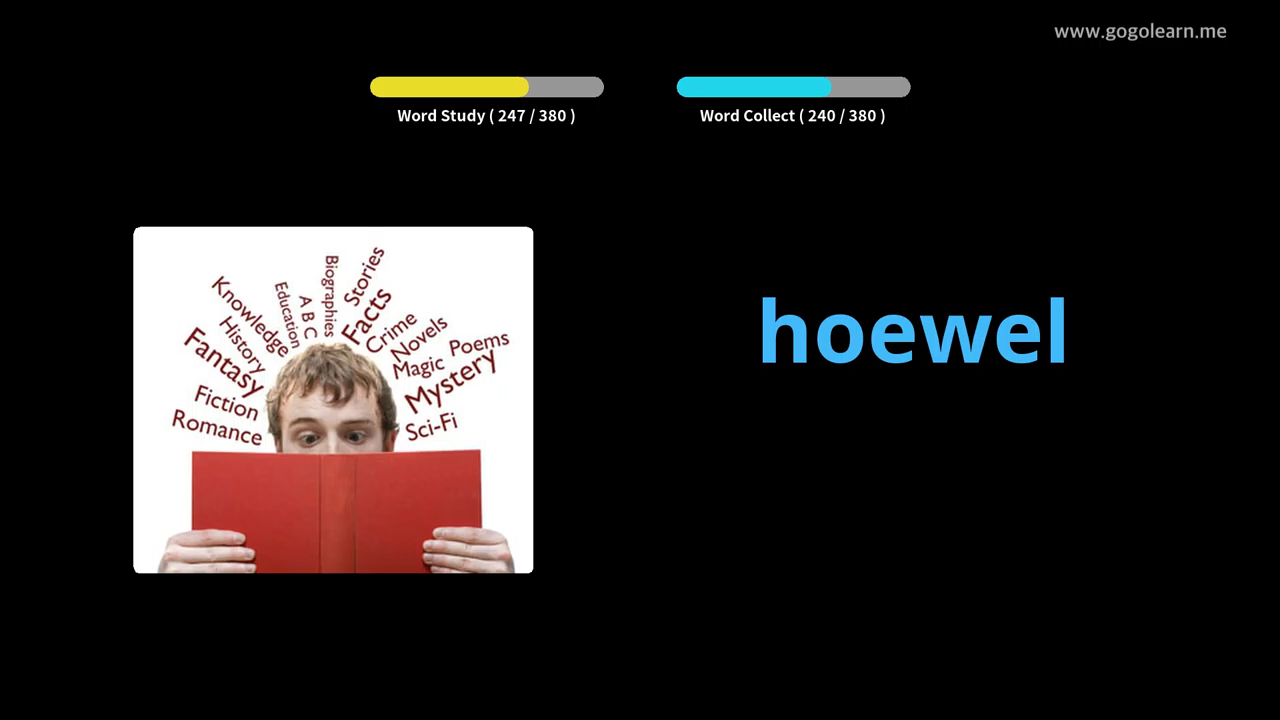 www.gogolearn.me
Word Study ( 247 / 380 )
Word Collect ( 240 / 380 )
hoewel
Stories
Biographies
Facts
A B C
Education
Knowledge
Crime
Novels
History
Poems
Fantasy
Magic
Mystery
Fiction
Sci-Fi
Romance